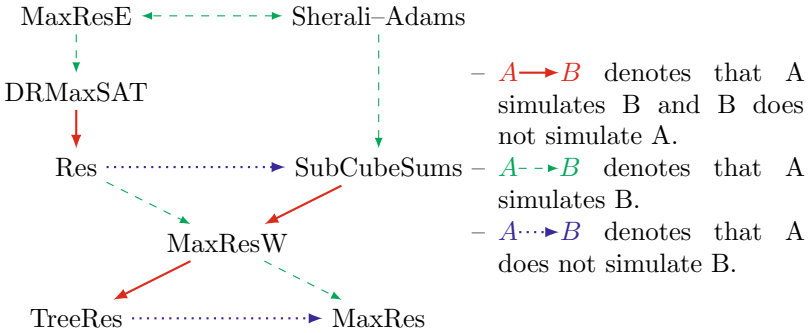 MaxResE Sherali–Adams
DRMaxSAT
Res SubCubeSums
MaxResW
TreeRes MaxRes
– A B denotes that A
simulates B and B does
not simulate A.
– A B denotes that A
simulates B.
– A B denotes that A
does not simulate B.